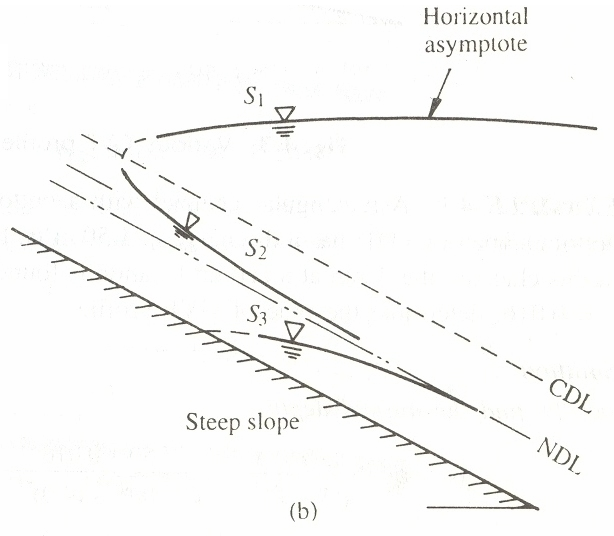 Horizontal
asymptote
S1
S2
S3
CDL
NDL
Steep slope
(b)